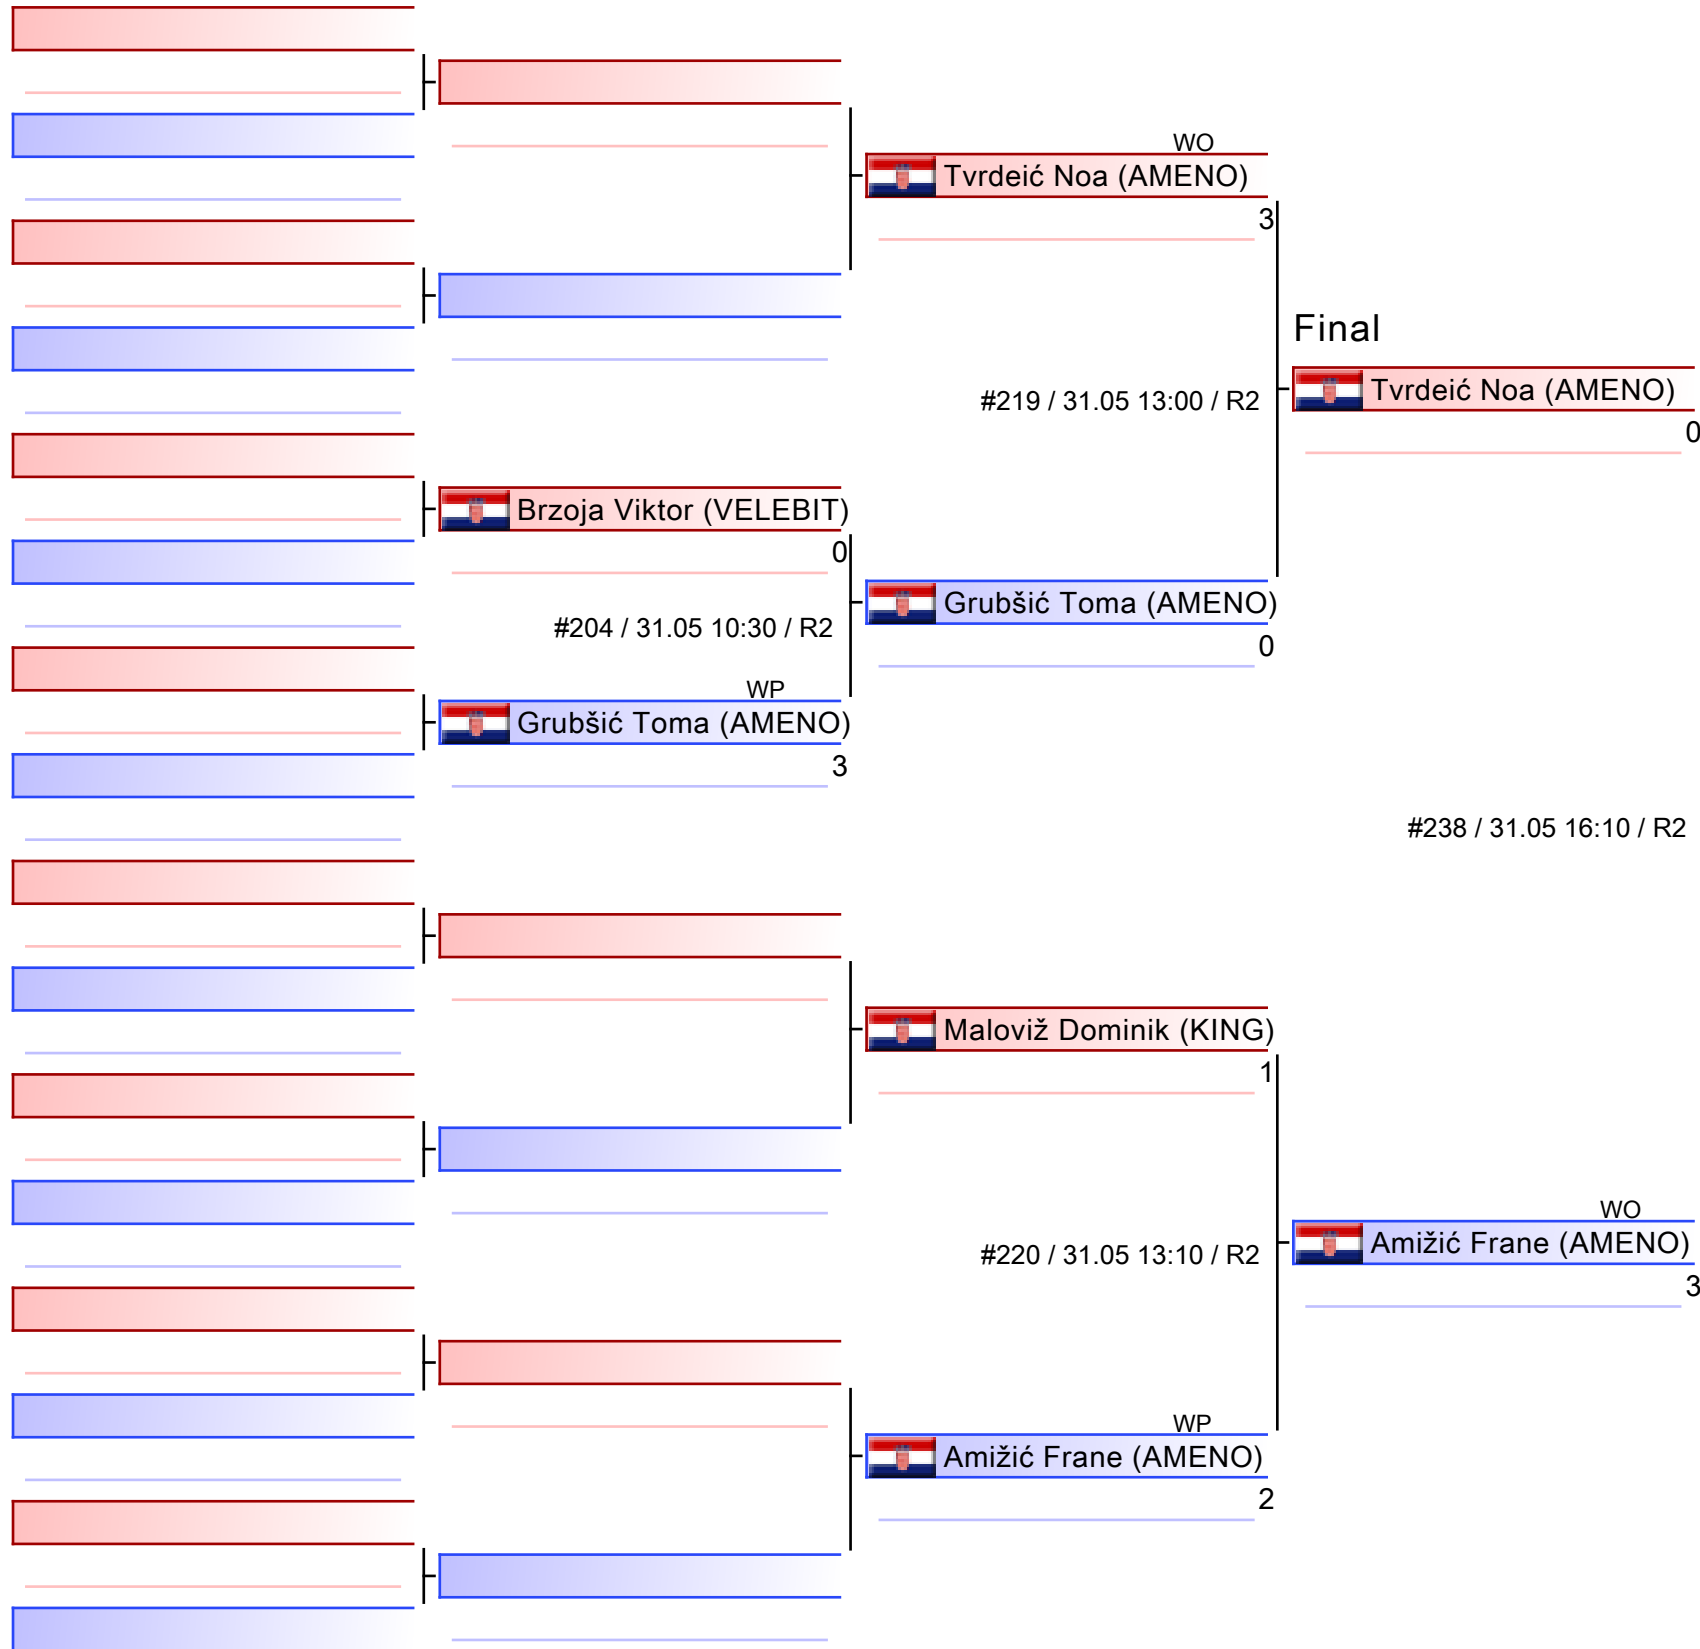 WO
Tvrdeić Noa (AMENO)
3
Final
#219 / 31.05 13:00 / R2
Tvrdeić Noa (AMENO)
0
Brzoja Viktor (VELEBIT)
0
Grubšić Toma (AMENO)
0
#204 / 31.05 10:30 / R2
WP
Grubšić Toma (AMENO)
3
#238 / 31.05 16:10 / R2
Maloviž Dominik (KING)
1
#220 / 31.05 13:10 / R2
WO
Amižić Frane (AMENO)
3
WP
Amižić Frane (AMENO)
2